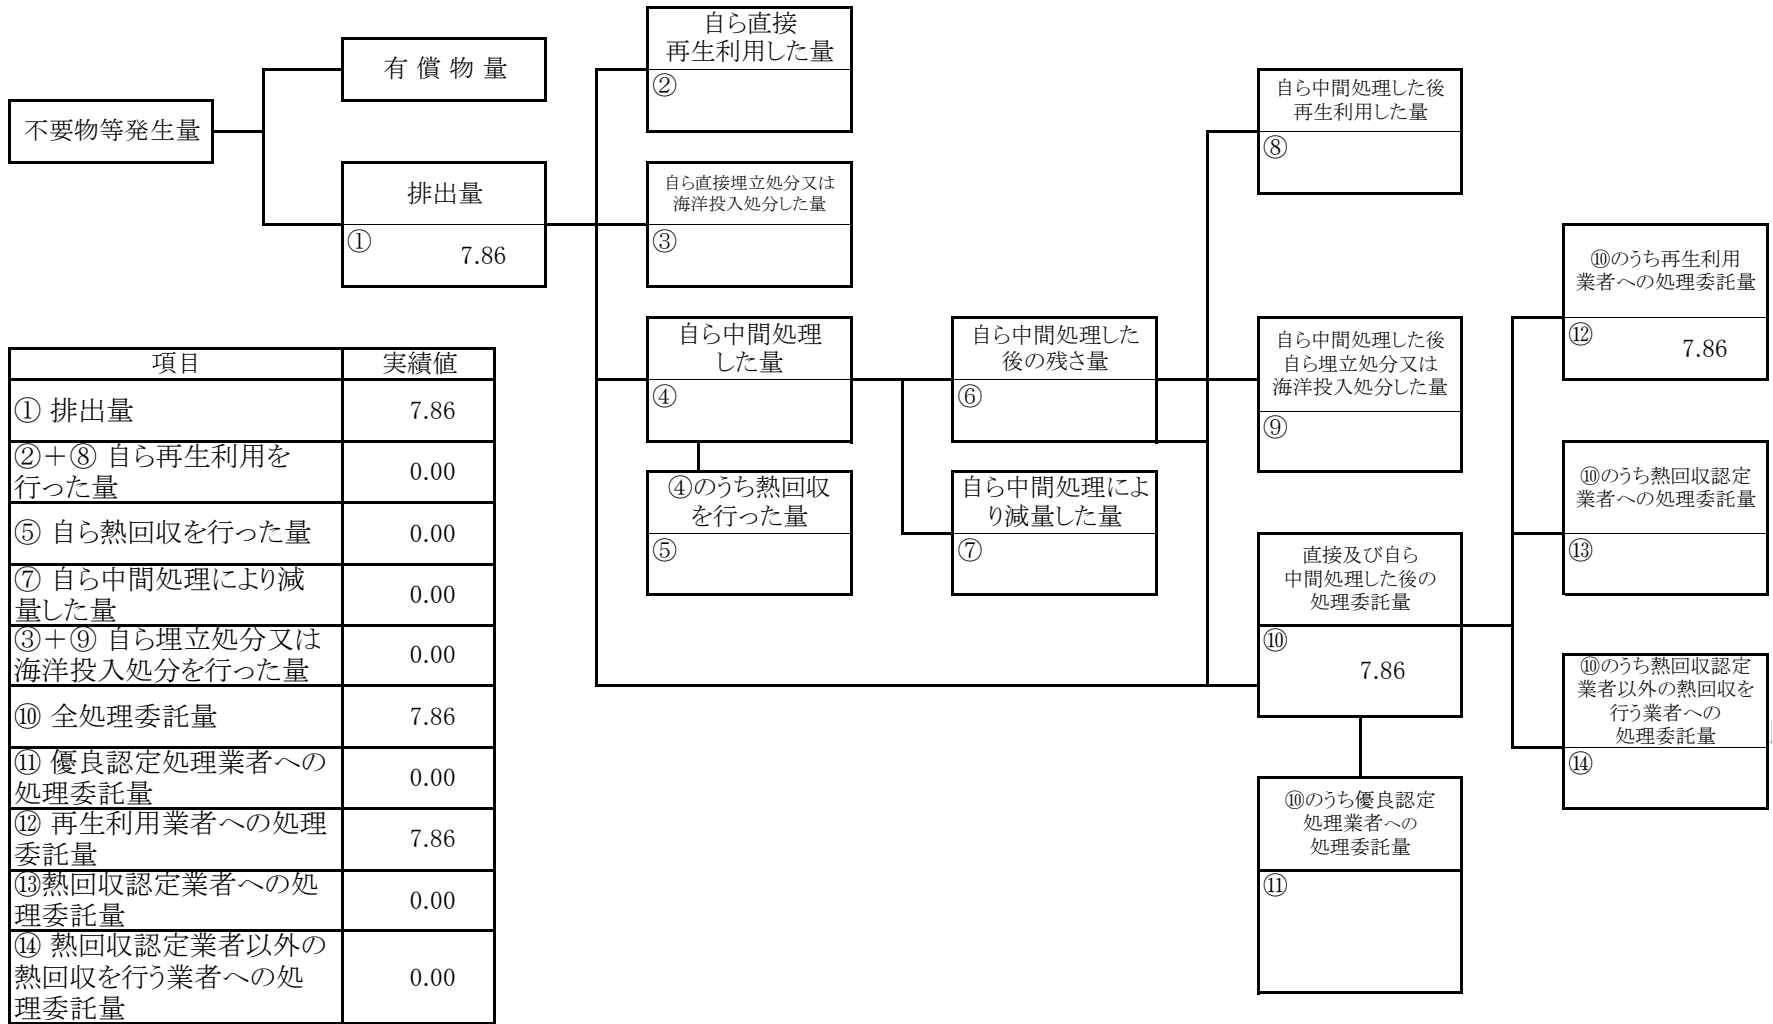 不要物等発生量
有 償 物 量
排出量
①
7.86
自ら直接
再生利用した量
②
自ら直接埋立処分又は
海洋投入処分した量
③
自ら中間処理
した量
④
④のうち熱回収
を行った量
⑤
自ら中間処理した
後の残さ量
⑥
自ら中間処理によ
り減量した量
⑦
自ら中間処理した後
再生利用した量
⑧
自ら中間処理した後
自ら埋立処分又は
海洋投入処分した量
⑨
直接及び自ら
中間処理した後の
処理委託量
⑩
7.86
⑩のうち優良認定
処理業者への
処理委託量
⑪
⑩のうち再生利用
業者への処理委託量
⑫
7.86
⑩のうち熱回収認定
業者への処理委託量
⑬
⑩のうち熱回収認定
業者以外の熱回収を
行う業者への
処理委託量
⑭
項目 実績値
① 排出量 7.86
②＋⑧ 自ら再生利用を
行った量 0.00
⑤ 自ら熱回収を行った量 0.00
⑦ 自ら中間処理により減
量した量 0.00
③＋⑨ 自ら埋立処分又は
海洋投入処分を行った量 0.00
⑩ 全処理委託量 7.86
⑪ 優良認定処理業者への
処理委託量 0.00
⑫ 再生利用業者への処理
委託量 7.86
⑬熱回収認定業者への処
理委託量 0.00
⑭ 熱回収認定業者以外の
熱回収を行う業者への処
理委託量 0.00